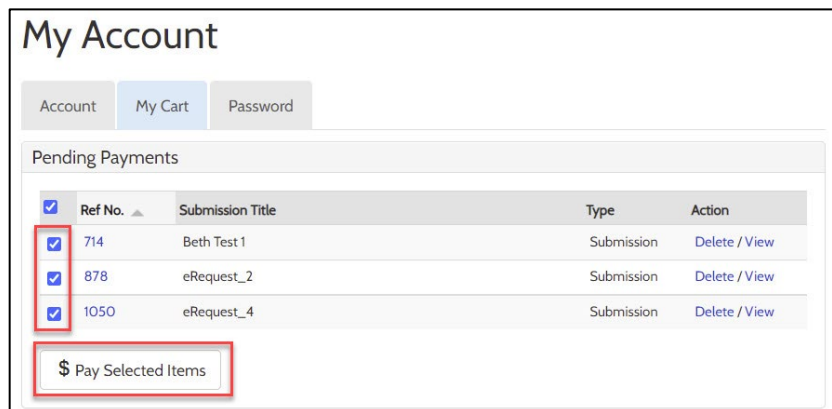 My Account
Account My Cart Password
Pending Payments
Ref No. Submission Title Type Action
714 Beth Test 1 Submission Delete / View
878 eRequest_2 Submission Delete / View
1050 eRequest_4 Submission Delete / View
$ Pay Selected Items